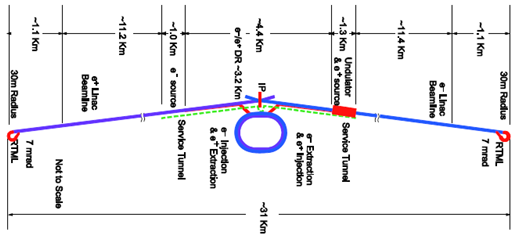 ~1.1 Km
~11.2 Km
~1.0 Km
~4.4 Km
~1.3 Km
~11.4 Km
~1.1 Km
30m Radius
e+ Linac
Beamline
e- source
e-/e+ DR ~3.2 Km
IP
Undulator
& e+ source
e- Linac
Beamline
30m Radius
RTML
7 mrad
Not to Scale
Service Tunnel
e- Injection
& e+ Extraction
e- Extraction
& e+ Injection
Service Tunnel
7 mrad
RTML
~31 Km